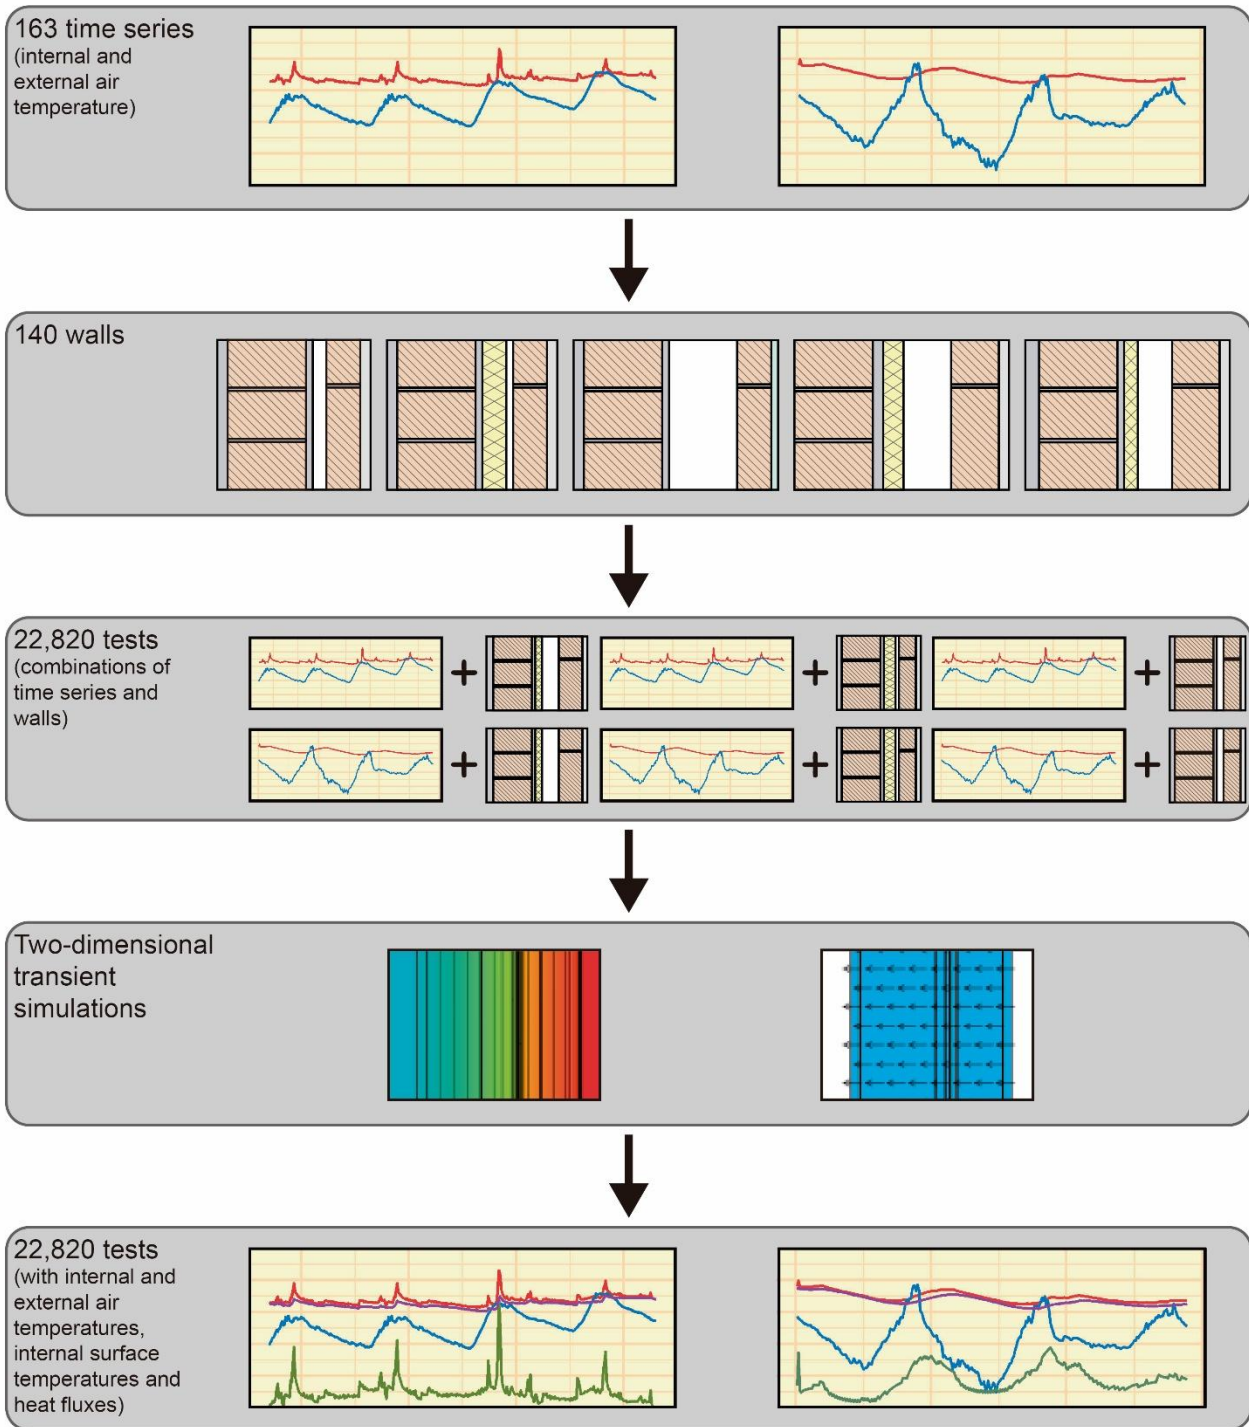 163 time series
(internal and
external air
temperature)
140 walls
22,820 tests
(combinations of
time series and
walls)
Two-dimensional
transient
simulations
22,820 tests
(with internal and
external air
temperatures,
internal surface
temperatures and
heat fluxes)